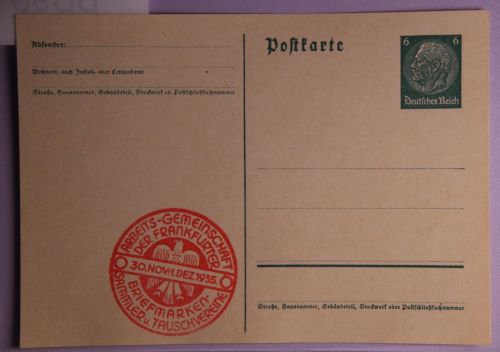 Absender:
Wohnort, auch Zustell- oder Leitpostamt
Straße, Hausnummer, Gebäudeteil, Stockwerk od. Postschließfachnummer
Postkarte
6 6
Deutsches Reich
ARBEITS-GEMEINSCHAFT
DER FRANKFURTER
30.NOV.-1.DEZ.1935.
BRIEFMARKEN-
SAMMLER u. TAUSCHVEREINE
Straße, Hausnummer, Gebäudeteil, Stockwerk oder Postschließfachnummer